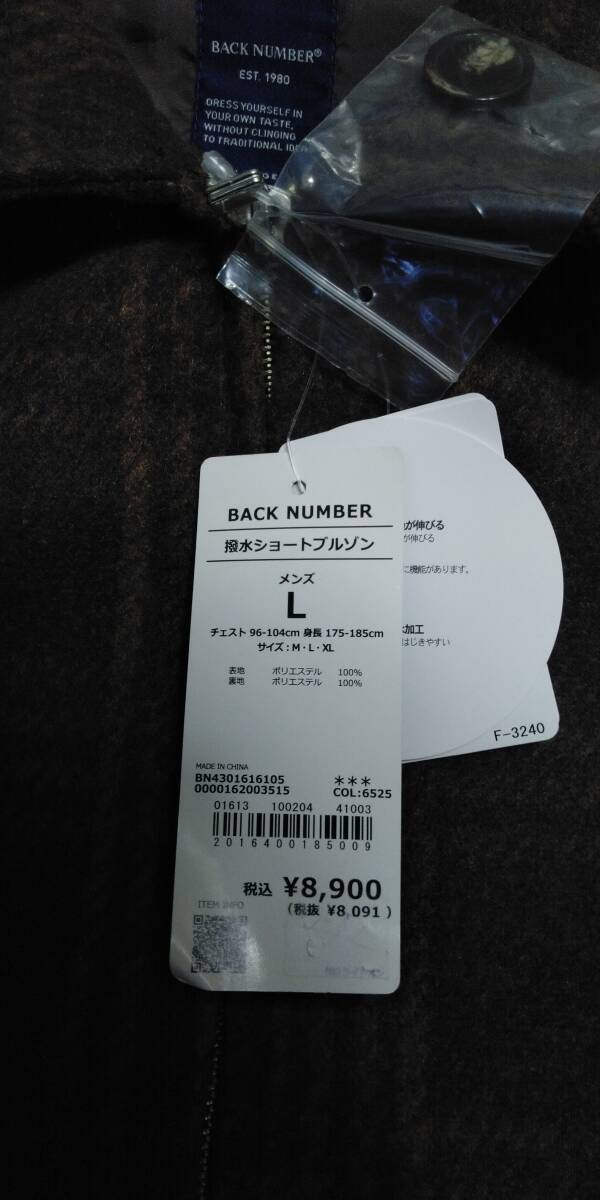 BACK NUMBER®
EST. 1980
DRESS YOURSELF IN
YOUR OWN TASTE,
WITHOUT CLINGING
TO TRADITIONAL
BACK NUMBER
撥水ショートブルゾン
メンズ
L
チェスト 96-104cm 身長 175-185cm
サイズ：M・L・XL
表地 ポリエステル 100%
裏地 ポリエステル 100%
MADE IN CHINA
BN4301616105 ＊＊＊
0000162003515 COL:6525
01613 100204 41003
2016400185009
税込 ¥8,900
(税抜 ¥8,091 )
ITEM INFO
が伸びる
が伸びる
に機能があります。
加工
はじきやすい
F-3240